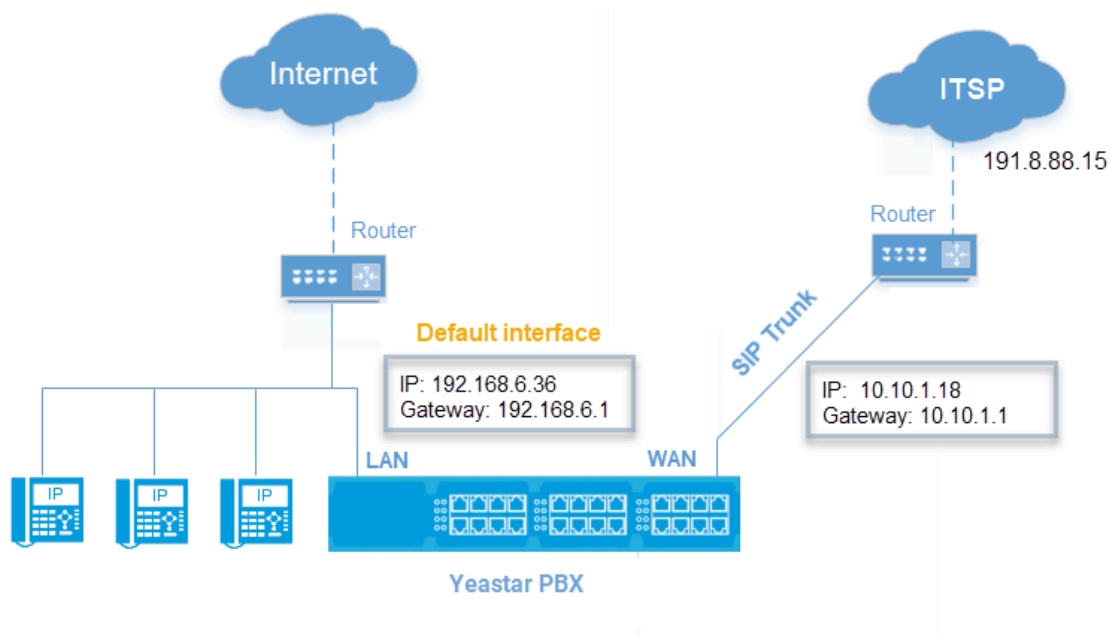 Internet
ITSP
191.8.88.15
Router
Router
SIP Trunk
Default interface
IP: 192.168.6.36
Gateway: 192.168.6.1
IP: 10.10.1.18
Gateway: 10.10.1.1
LAN
WAN
IP
IP
IP
Yeastar PBX